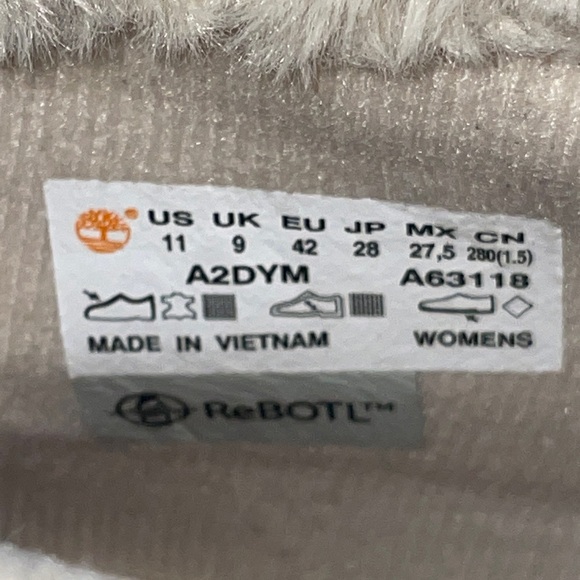 US UK EU JP MX CN
11 9 42 28 27,5 280(1.5)
A2DYM A63118
MADE IN VIETNAM WOMENS
ReBOTL™